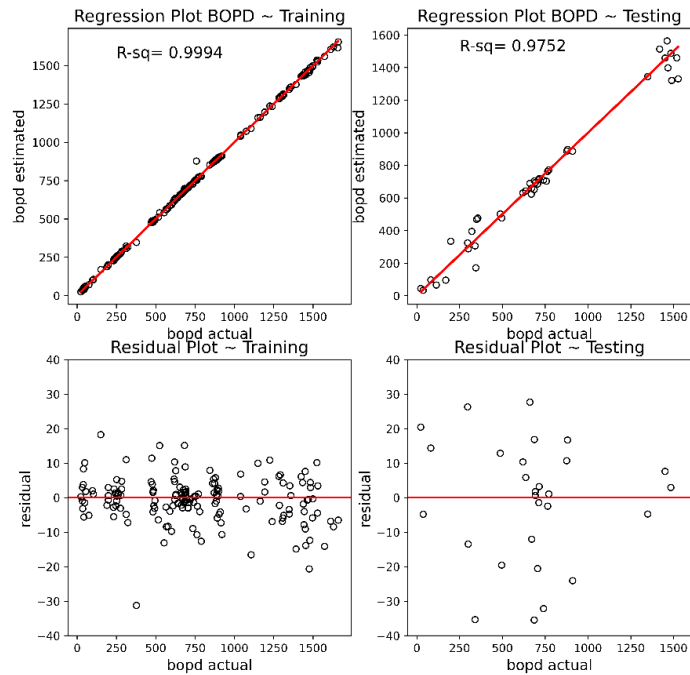 Regression Plot BOPD ~ Training
R-sq= 0.9994
1500
1250
1000
750
500
250
0
bopd estimated
0 250 500 750 1000 1250 1500
bopd actual
Regression Plot BOPD ~ Testing
R-sq= 0.9752
1600
1400
1200
1000
800
600
400
200
0
bopd estimated
0 250 500 750 1000 1250 1500
bopd actual
Residual Plot ~ Training
40
30
20
10
0
−10
−20
−30
−40
residual
0 250 500 750 1000 1250 1500
bopd actual
Residual Plot ~ Testing
40
30
20
10
0
−10
−20
−30
−40
residual
0 250 500 750 1000 1250 1500
bopd actual